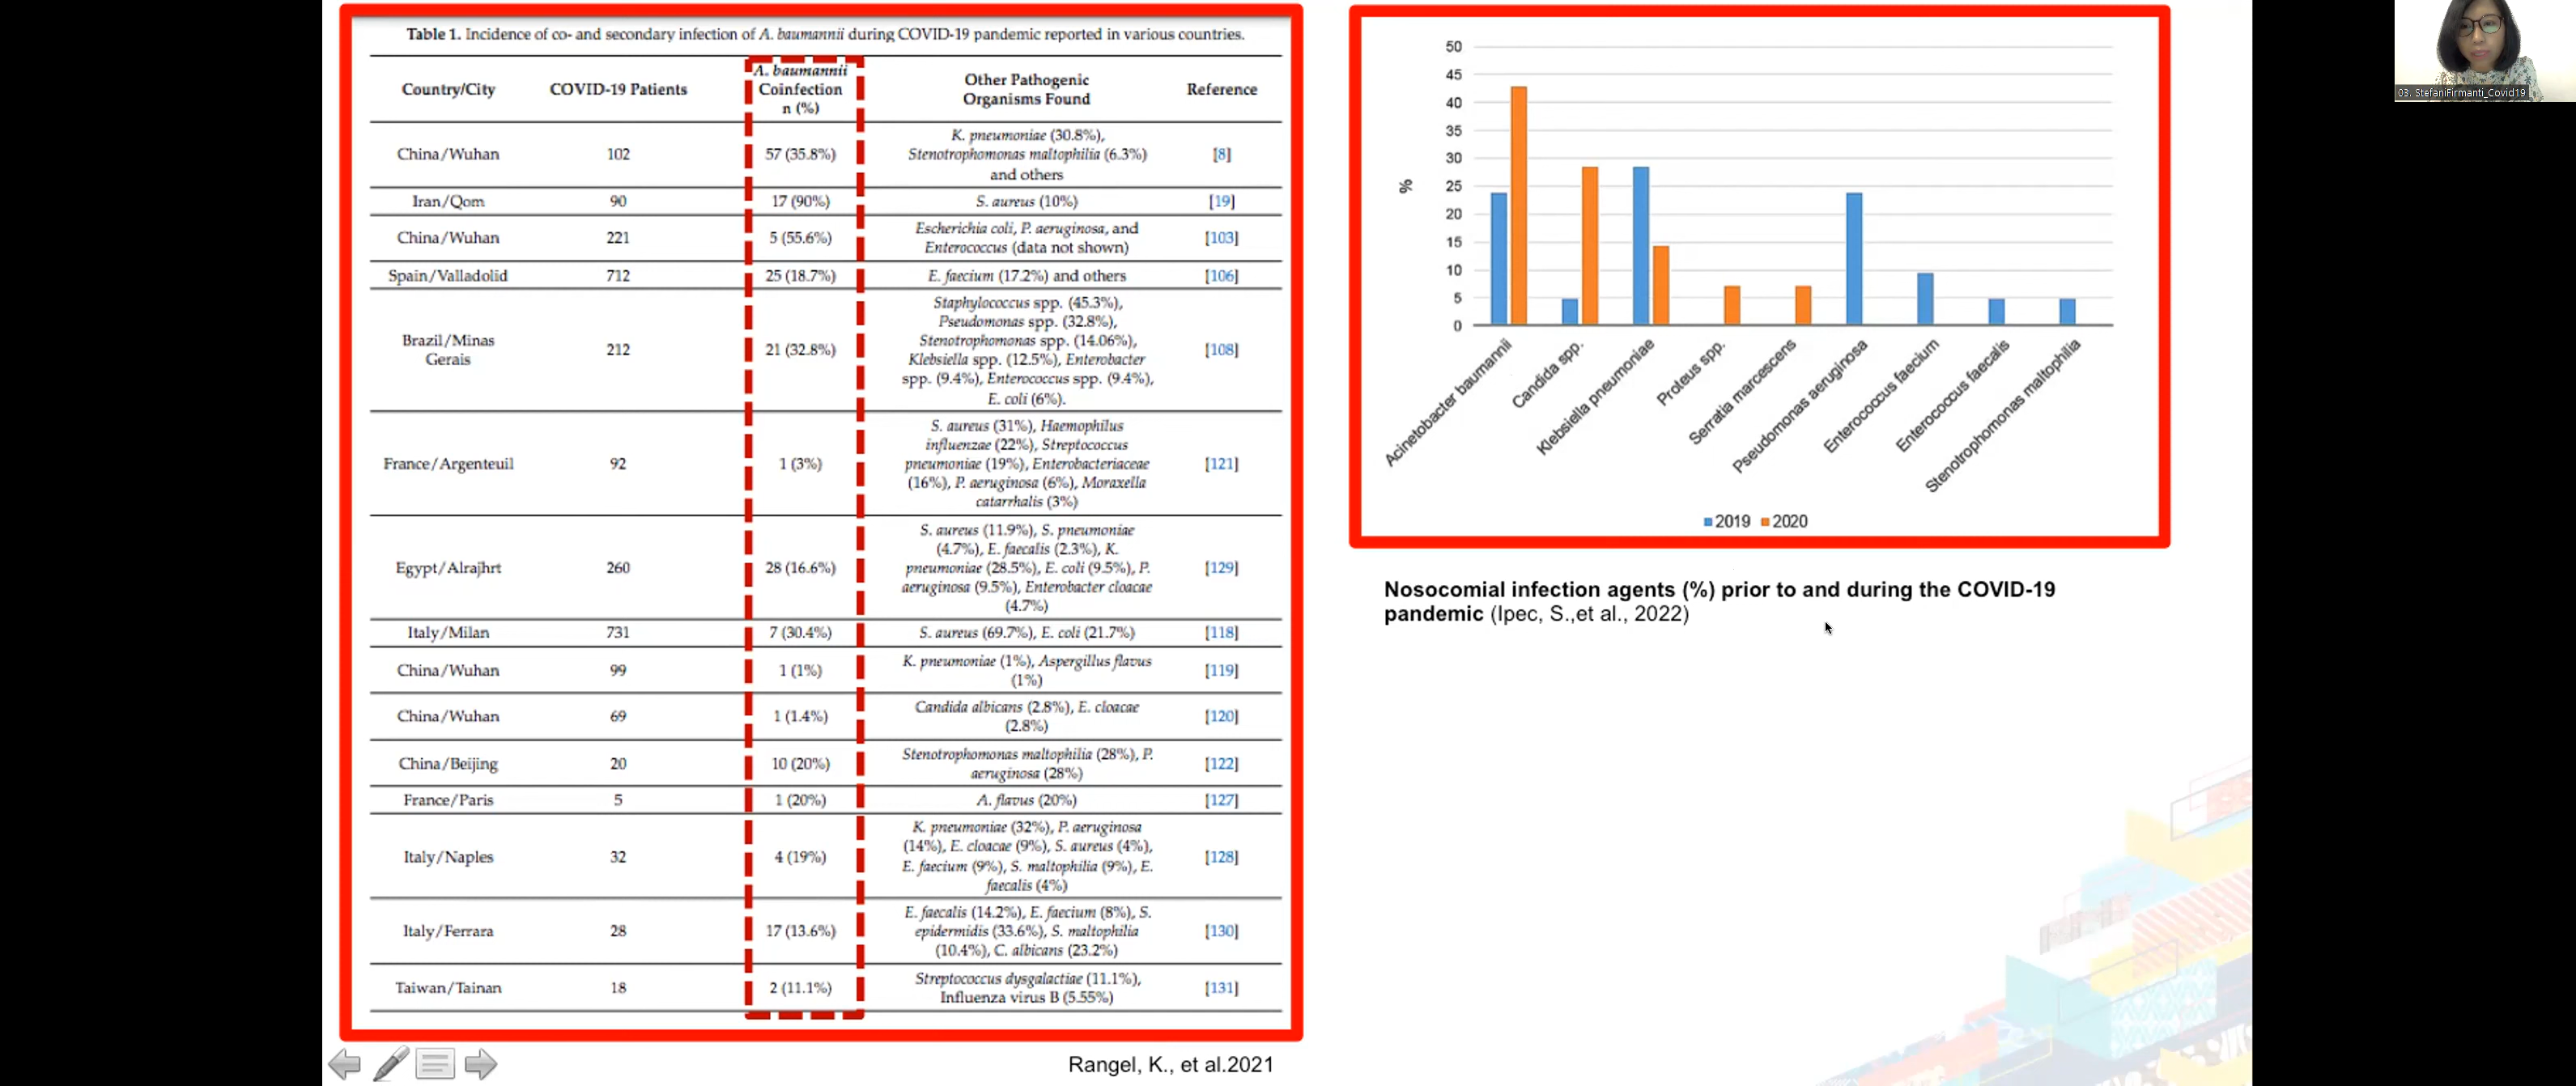 Table 1. Incidence of co- and secondary infection of A. baumannii during COVID-19 pandemic reported in various countries.
Country/City
COVID-19 Patients
A. baumannii
Coinfection
n (%)
Other Pathogenic
Organisms Found
Reference
China/Wuhan
102
57 (35.8%)
K. pneumoniae (30.8%),
Stenotrophomonas maltophilia (6.3%)
and others
[8]
Iran/Qom
90
17 (90%)
S. aureus (10%)
[19]
China/Wuhan
221
5 (55.6%)
Escherichia coli, P. aeruginosa, and
Enterococcus (data not shown)
[103]
Spain/Valladolid
712
25 (18.7%)
E. faecium (17.2%) and others
[106]
Brazil/Minas
Gerais
212
21 (32.8%)
Staphylococcus spp. (45.3%),
Pseudomonas spp. (32.8%),
Stenotrophomonas spp. (14.06%),
Klebsiella spp. (12.5%), Enterobacter
spp. (9.4%), Enterococcus spp. (9.4%),
E. coli (6%).
[108]
France/Argenteuil
92
1 (3%)
S. aureus (31%), Haemophilus
influenzae (22%), Streptococcus
pneumoniae (19%), Enterobacteriaceae
(16%), P. aeruginosa (6%), Moraxella
catarrhalis (3%)
[121]
Egypt/Alrajhrt
260
28 (16.6%)
S. aureus (11.9%), S. pneumoniae
(4.7%), E. faecalis (2.3%), K.
pneumoniae (28.5%), E. coli (9.5%), P.
aeruginosa (9.5%), Enterobacter cloacae
(4.7%)
[129]
Italy/Milan
731
7 (30.4%)
S. aureus (69.7%), E. coli (21.7%)
[118]
China/Wuhan
99
1 (1%)
K. pneumoniae (1%), Aspergillus flavus
(1%)
[119]
China/Wuhan
69
1 (1.4%)
Candida albicans (2.8%), E. cloacae
(2.8%)
[120]
China/Beijing
20
10 (20%)
Stenotrophomonas maltophilia (28%), P.
aeruginosa (28%)
[122]
France/Paris
5
1 (20%)
A. flavus (20%)
[127]
Italy/Naples
32
4 (19%)
K. pneumoniae (32%), P. aeruginosa
(14%), E. cloacae (9%), S. aureus (4%),
E. faecium (9%), S. maltophilia (9%), E.
faecalis (4%)
[128]
Italy/Ferrara
28
17 (13.6%)
E. faecalis (14.2%), E. faecium (8%), S.
epidermidis (33.6%), S. maltophilia
(10.4%), C. albicans (23.2%)
[130]
Taiwan/Tainan
18
2 (11.1%)
Streptococcus dysgalactiae (11.1%),
Influenza virus B (5.55%)
[131]
Rangel, K., et al.2021
50
45
40
35
30
25
20
15
10
5
0
%
Acinetobacter baumannii
Candida spp.
Klebsiella pneumoniae
Proteus spp.
Serratia marcescens
Pseudomonas aeruginosa
Enterococcus faecium
Enterococcus faecalis
Stenotrophomonas maltophilia
2019 2020
Nosocomial infection agents (%) prior to and during the COVID-19
pandemic (Ipec, S.,et al., 2022)
03. StefaniFirmanti_Covid19